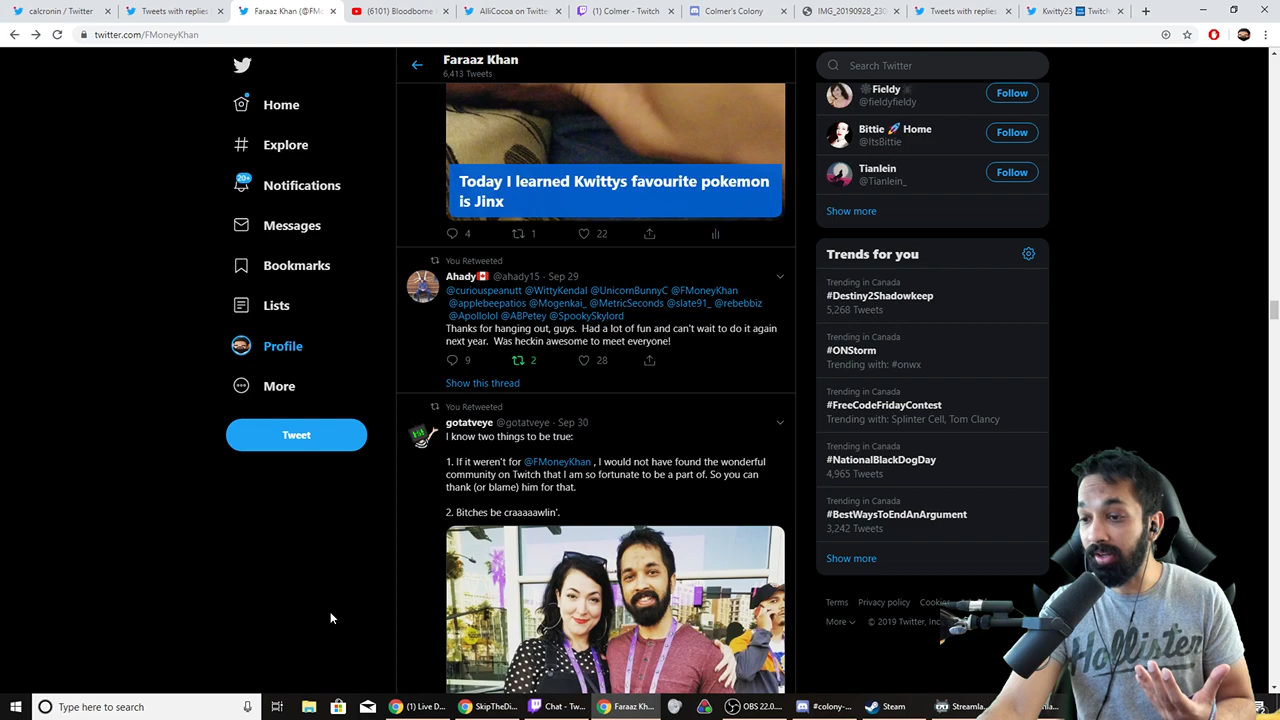 calcronin / Twitter
Tweets with replies
Faraaz Khan (@FMo
(6101) Bloodborne
AlliCocoa on Twitter
(1) Colmer - Twitch
Colmer's Colony
IMG_20190928_230
Tweets with replies
Kwitty23 Twitch
twitter.com/FMoneyKhan
Home
Explore
20+
Notifications
Messages
Bookmarks
Lists
Profile
More
Tweet
Faraaz Khan
6,413 Tweets
Today I learned Kwittys favourite pokemon
is Jinx
4 1 22
You Retweeted
Ahady @ahady15 · Sep 29
@curiouspeanutt @WittyKendal @UnicornBunnyC @FMoneyKhan
@applebeepatios @Mogenkai_ @MetricSeconds @slate91_ @rebebbiz
@Apollolol @ABPetey @SpookySkylord
Thanks for hanging out, guys. Had a lot of fun and can't wait to do it again
next year. Was heckin awesome to meet everyone!
9 2 28
Show this thread
You Retweeted
gotatveye @gotatveye · Sep 30
I know two things to be true:
1. If it weren't for @FMoneyKhan , I would not have found the wonderful
community on Twitch that I am so fortunate to be a part of. So you can
thank (or blame) him for that.
2. Bitches be craaaaawlin'.
Search Twitter
Fieldy
@fieldyfieldy
Follow
Bittie Home
@ItsBittie
Follow
Tianlein
@Tianlein_
Follow
Show more
Trends for you
Trending in Canada
#Destiny2Shadowkeep
5,268 Tweets
Trending in Canada
#ONStorm
Trending with: #onwx
Trending in Canada
#FreeCodeFridayContest
Trending with: Splinter Cell, Tom Clancy
Trending in Canada
#NationalBlackDogDay
4,965 Tweets
Trending in Canada
#BestWaysToEndAnArgument
3,242 Tweets
Show more
Terms Privacy policy Cookies
More © 2019 Twitter, Inc
Hollister
Type here to search
(1,006) Live D...
SkipTheDi...
Chat - Tw...
Faraaz Kh...
OBS 22.0...
#colony-...
Steam
Streamla...